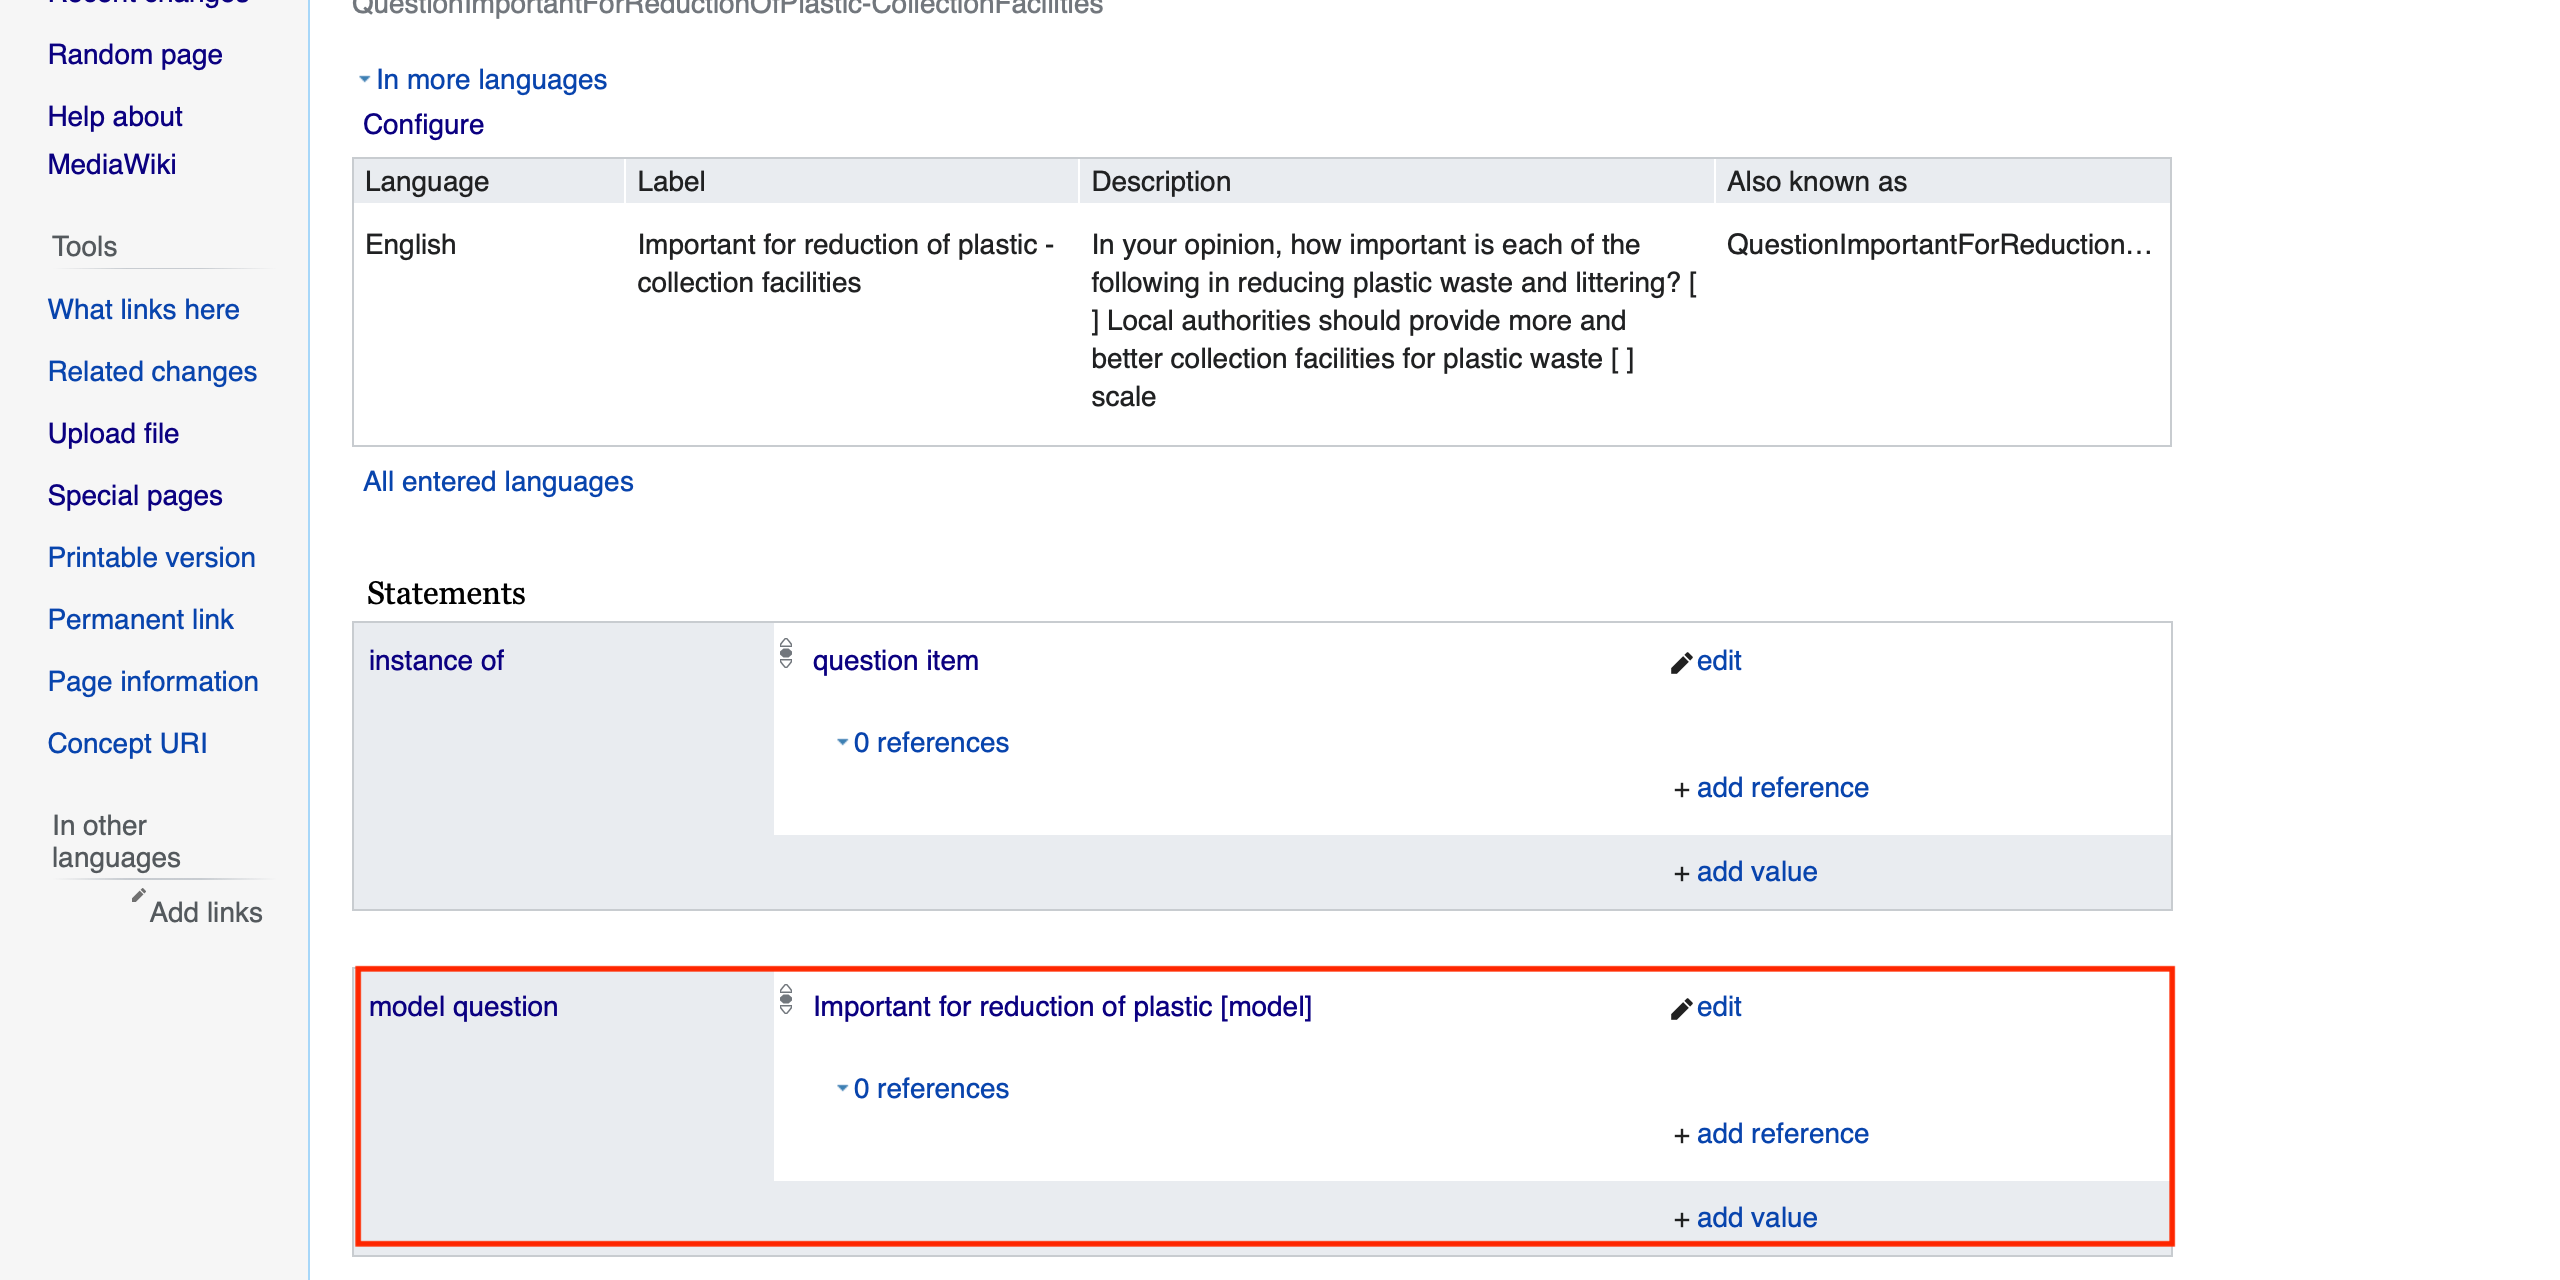 Recent changes
Random page
Help about
MediaWiki
Tools
What links here
Related changes
Upload file
Special pages
Printable version
Permanent link
Page information
Concept URI
In other
languages
Add links
QuestionImportantForReductionOfPlastic-CollectionFacilities
In more languages
Configure
Language Label Description Also known as
English Important for reduction of plastic - In your opinion, how important is each of the QuestionImportantForReduction...
collection facilities following in reducing plastic waste and littering? [
] Local authorities should provide more and
better collection facilities for plastic waste [ ]
scale
All entered languages
Statements
instance of question item edit
0 references
+ add reference
+ add value
model question Important for reduction of plastic [model] edit
0 references
+ add reference
+ add value